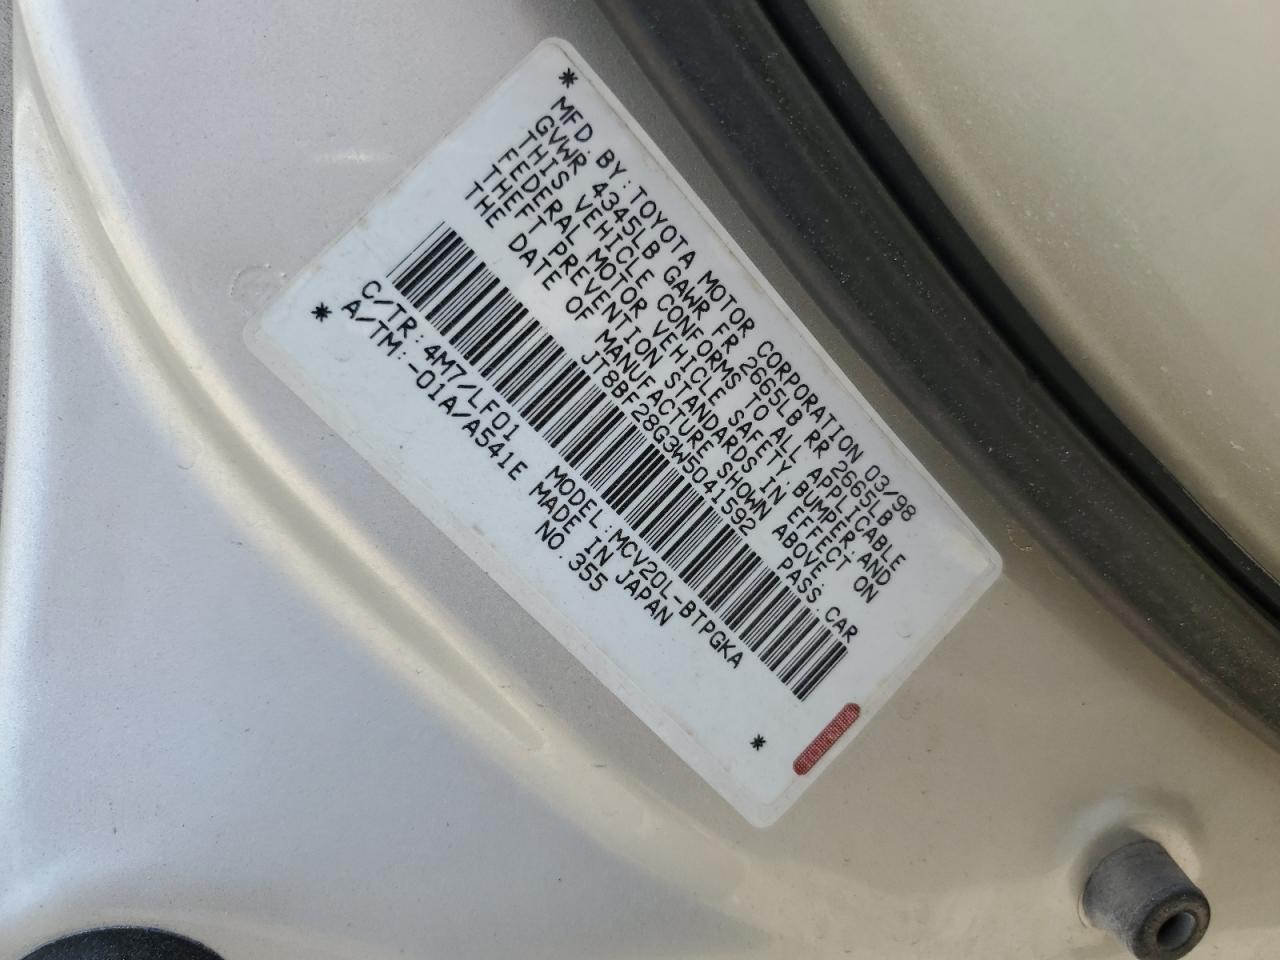 *
MFD. BY: TOYOTA MOTOR CORPORATION 03/98
GVWR 4345LB GAWR FR 2665LB RR 2665LB
THIS VEHICLE CONFORMS TO ALL APPLICABLE
FEDERAL MOTOR VEHICLE SAFETY, BUMPER, AND
THEFT PREVENTION STANDARDS IN EFFECT ON
THE DATE OF MANUFACTURE SHOWN ABOVE.
JT8BF28G3W5041592 PASS. CAR
C/TR: 4M7/LF01 MODEL: MCV20L-BTPGKA
A/TM: -01A/A541E MADE IN JAPAN
NO. 355
* *